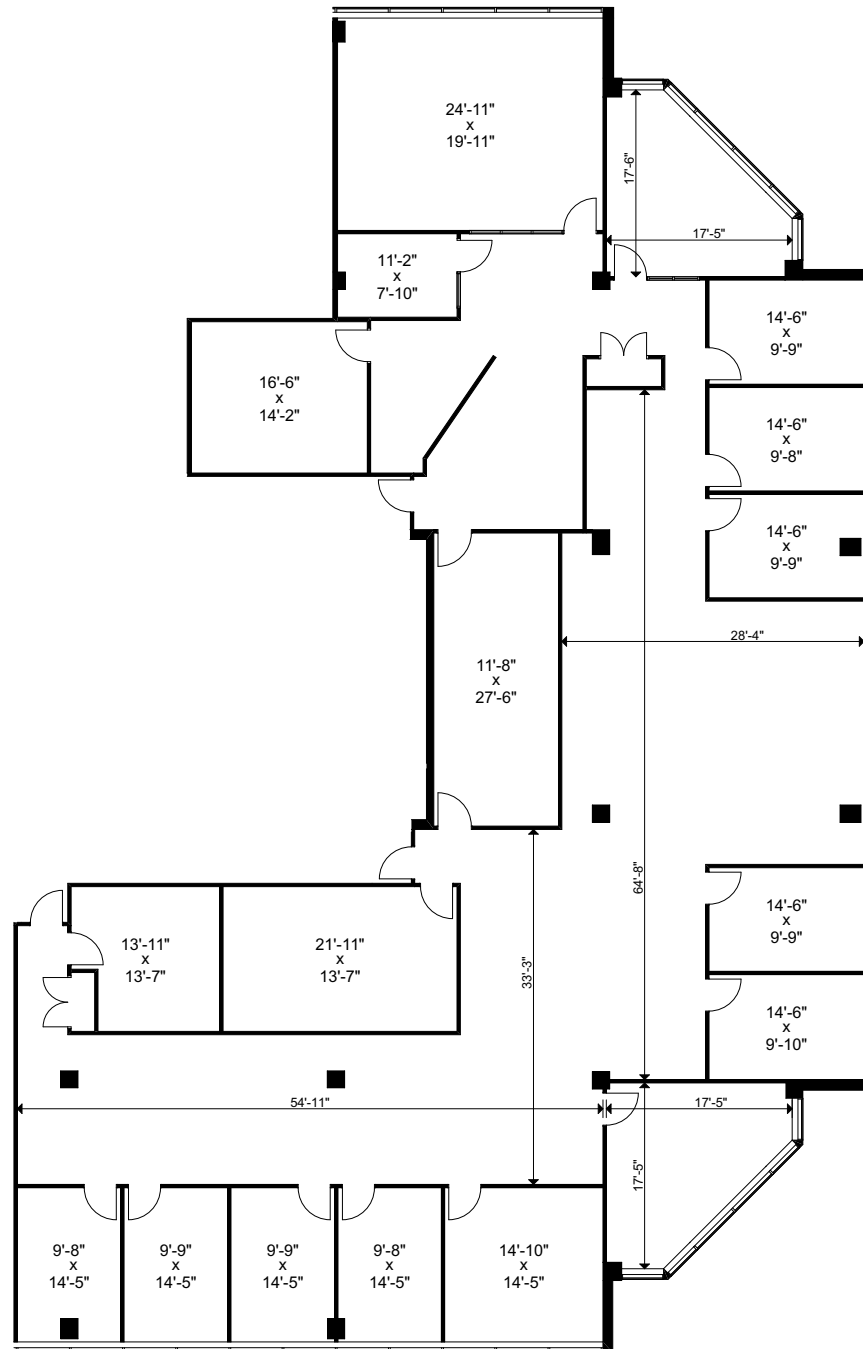 24'-11"
x
19'-11"
17'-6"
17'-5"
11'-2"
x
7'-10"
14'-6"
x
9'-9"
16'-6"
x
14'-2"
14'-6"
x
9'-8"
14'-6"
x
9'-9"
28'-4"
11'-8"
x
27'-6"
64'-8"
14'-6"
x
9'-9"
13'-11"
x
13'-7"
21'-11"
x
13'-7"
33'-3"
14'-6"
x
9'-10"
54'-11"
17'-5"
17'-5"
9'-8"
x
14'-5"
9'-9"
x
14'-5"
9'-9"
x
14'-5"
9'-8"
x
14'-5"
14'-10"
x
14'-5"